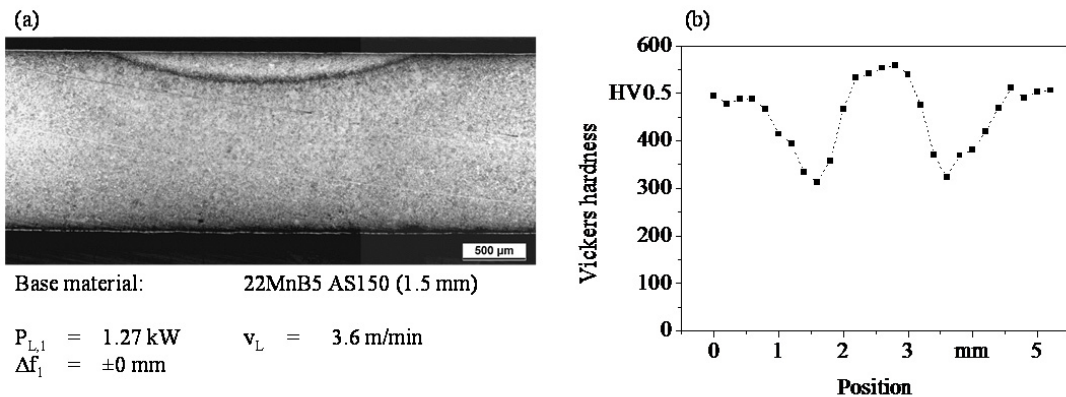 (a)
500 μm
Base material: 22MnB5 AS150 (1.5 mm)
P_L,1 = 1.27 kW v_L = 3.6 m/min
Δf_1 = ±0 mm
(b)
600
HV0.5
400
300
200
100
0
Vickers hardness
0 1 2 3 mm 5
Position